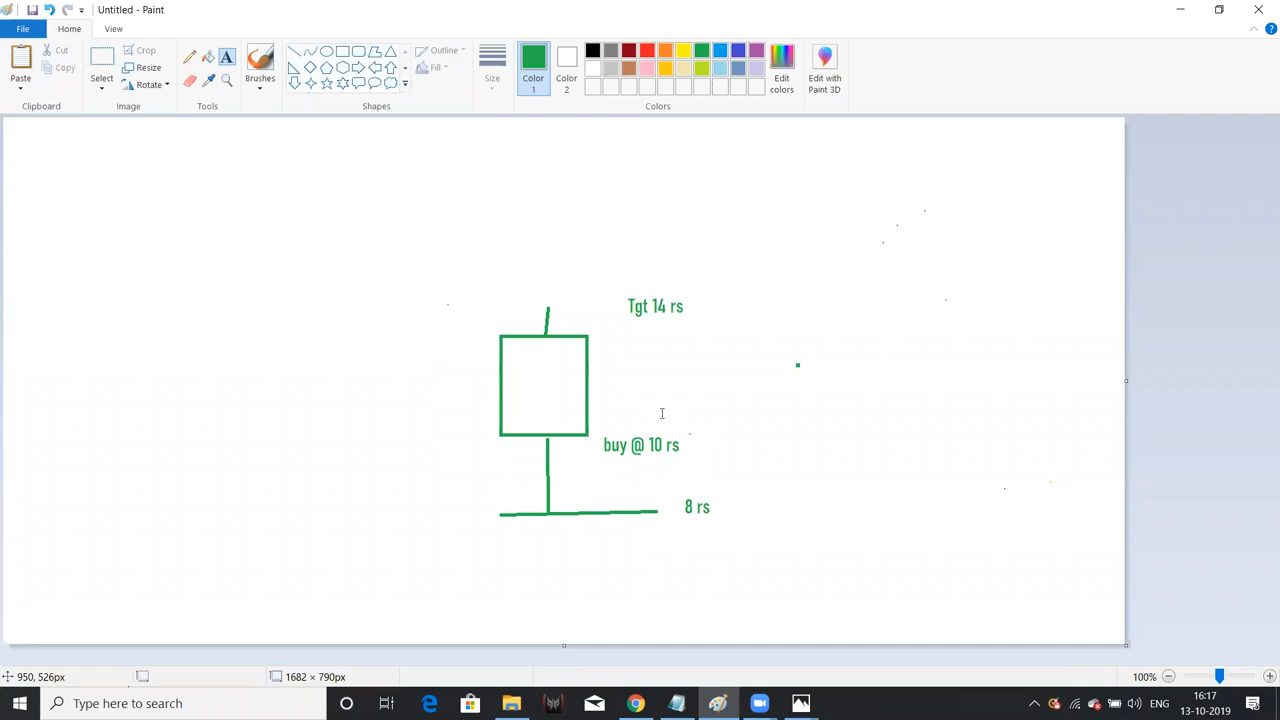 Untitled - Paint
File
Home
View
Paste
Cut
Copy
Clipboard
Select
Crop
Resize
Rotate
Image
A
Tools
Brushes
Outline
Fill
Shapes
Size
Color
1
Color
2
Edit
colors
Colors
Edit with
Paint 3D
Tgt 14 rs
buy @ 10 rs
8 rs
950, 526px
1682 × 790px
100%
Type here to search
ENG
16:17
13-10-2019